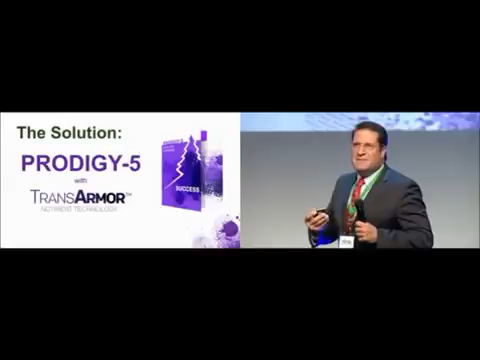 The Solution:
PRODIGY-5
with
TRANSARMOR™
NUTRIENT TECHNOLOGY
SUCCESS